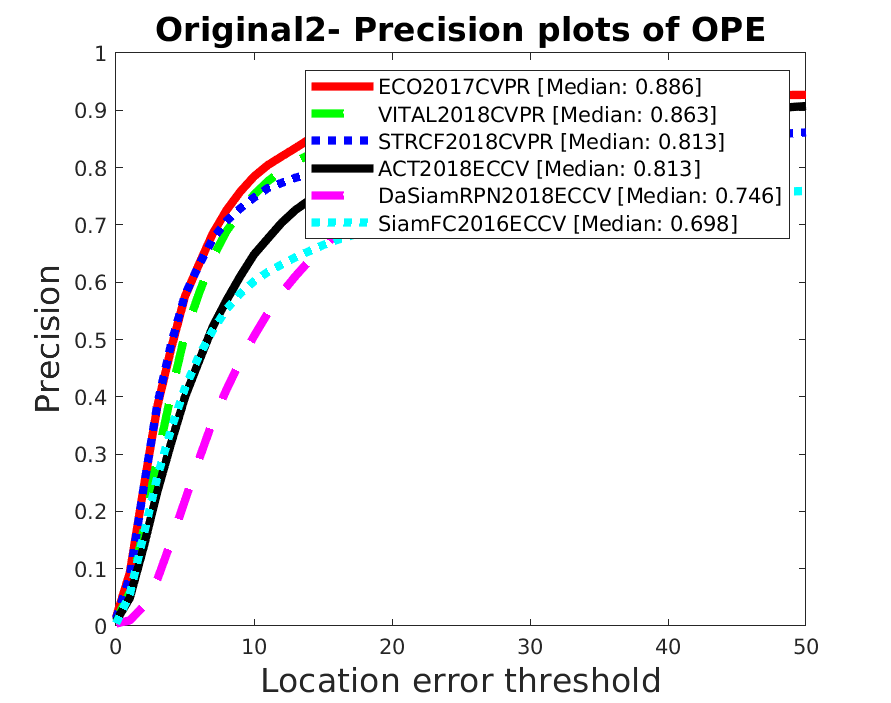 Original2- Precision plots of OPE
1
0.9
0.8
0.7
0.6
0.5
0.4
0.3
0.2
0.1
0
Precision
ECO2017CVPR [Median: 0.886]
VITAL2018CVPR [Median: 0.863]
STRCF2018CVPR [Median: 0.813]
ACT2018ECCV [Median: 0.813]
DaSiamRPN2018ECCV [Median: 0.746]
SiamFC2016ECCV [Median: 0.698]
0 10 20 30 40 50
Location error threshold